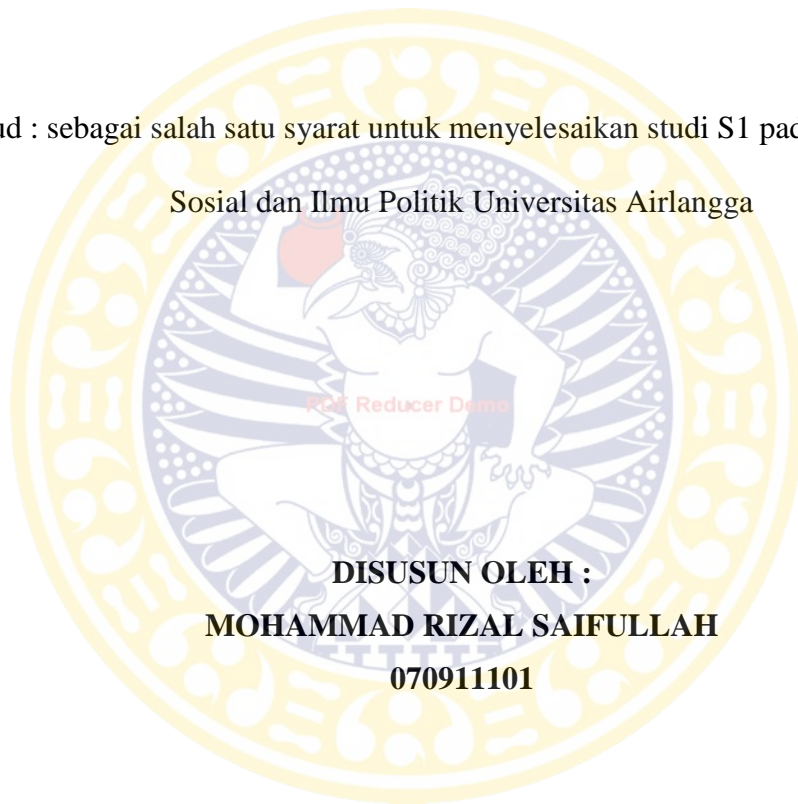 ud : sebagai salah satu syarat untuk menyelesaikan studi S1 pad
Sosial dan Ilmu Politik Universitas Airlangga
PDF Reducer Demo
DISUSUN OLEH :
MOHAMMAD RIZAL SAIFULLAH
070911101